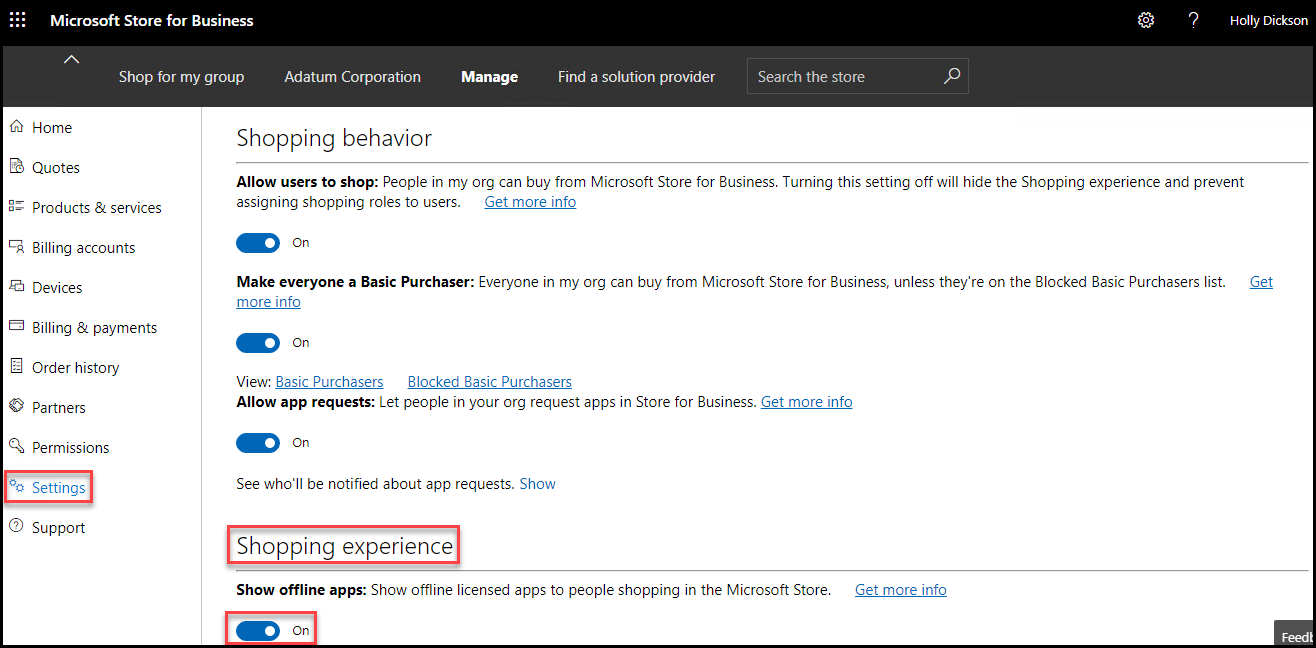 Microsoft Store for Business
? Holly Dickson
Shop for my group Adatum Corporation Manage Find a solution provider Search the store
Home
Quotes
Products & services
Billing accounts
Devices
Billing & payments
Order history
Partners
Permissions
Settings
Support
Shopping behavior
Allow users to shop: People in my org can buy from Microsoft Store for Business. Turning this setting off will hide the Shopping experience and prevent
assigning shopping roles to users. Get more info
On
Make everyone a Basic Purchaser: Everyone in my org can buy from Microsoft Store for Business, unless they're on the Blocked Basic Purchasers list. Get
more info
On
View: Basic Purchasers Blocked Basic Purchasers
Allow app requests: Let people in your org request apps in Store for Business. Get more info
On
See who'll be notified about app requests. Show
Shopping experience
Show offline apps: Show offline licensed apps to people shopping in the Microsoft Store. Get more info
On
Feedb